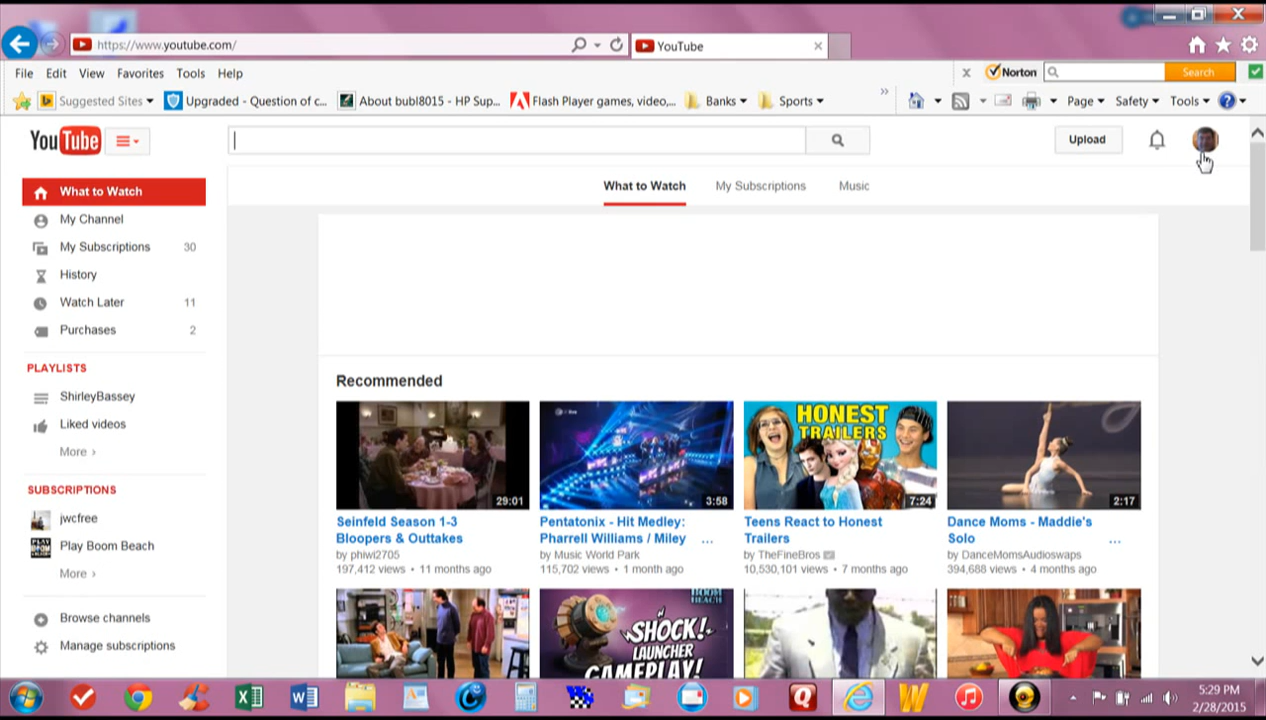 https://www.youtube.com/
YouTube
File Edit View Favorites Tools Help
x Norton Search
Suggested Sites Upgraded - Question of c... About bubl8015 - HP Sup... Flash Player games, video,... Banks Sports » Page Safety Tools
YouTube Upload
What to Watch My Subscriptions Music
What to Watch
My Channel
My Subscriptions 30
History
Watch Later 11
Purchases 2
PLAYLISTS
ShirleyBassey
Liked videos
More ›
SUBSCRIPTIONS
jwcfree
PLAY BOOM BEACH
Play Boom Beach
More ›
Browse channels
Manage subscriptions
Recommended
29:01
Seinfeld Season 1-3
Bloopers & Outtakes
by phiwi2705
197,412 views • 11 months ago
3:58
Pentatonix - Hit Medley:
Pharrell Williams / Miley ...
by Music World Park
115,702 views • 1 month ago
HONEST
TRAILERS
7:24
Teens React to Honest
Trailers
by TheFineBros
10,530,101 views • 7 months ago
2:17
Dance Moms - Maddie's
Solo ...
by DanceMomsAudioswaps
394,688 views • 4 months ago
BOOM
BEACH
SHOCK!
LAUNCHER
GAMEPLAY!
5:29 PM
2/28/2015